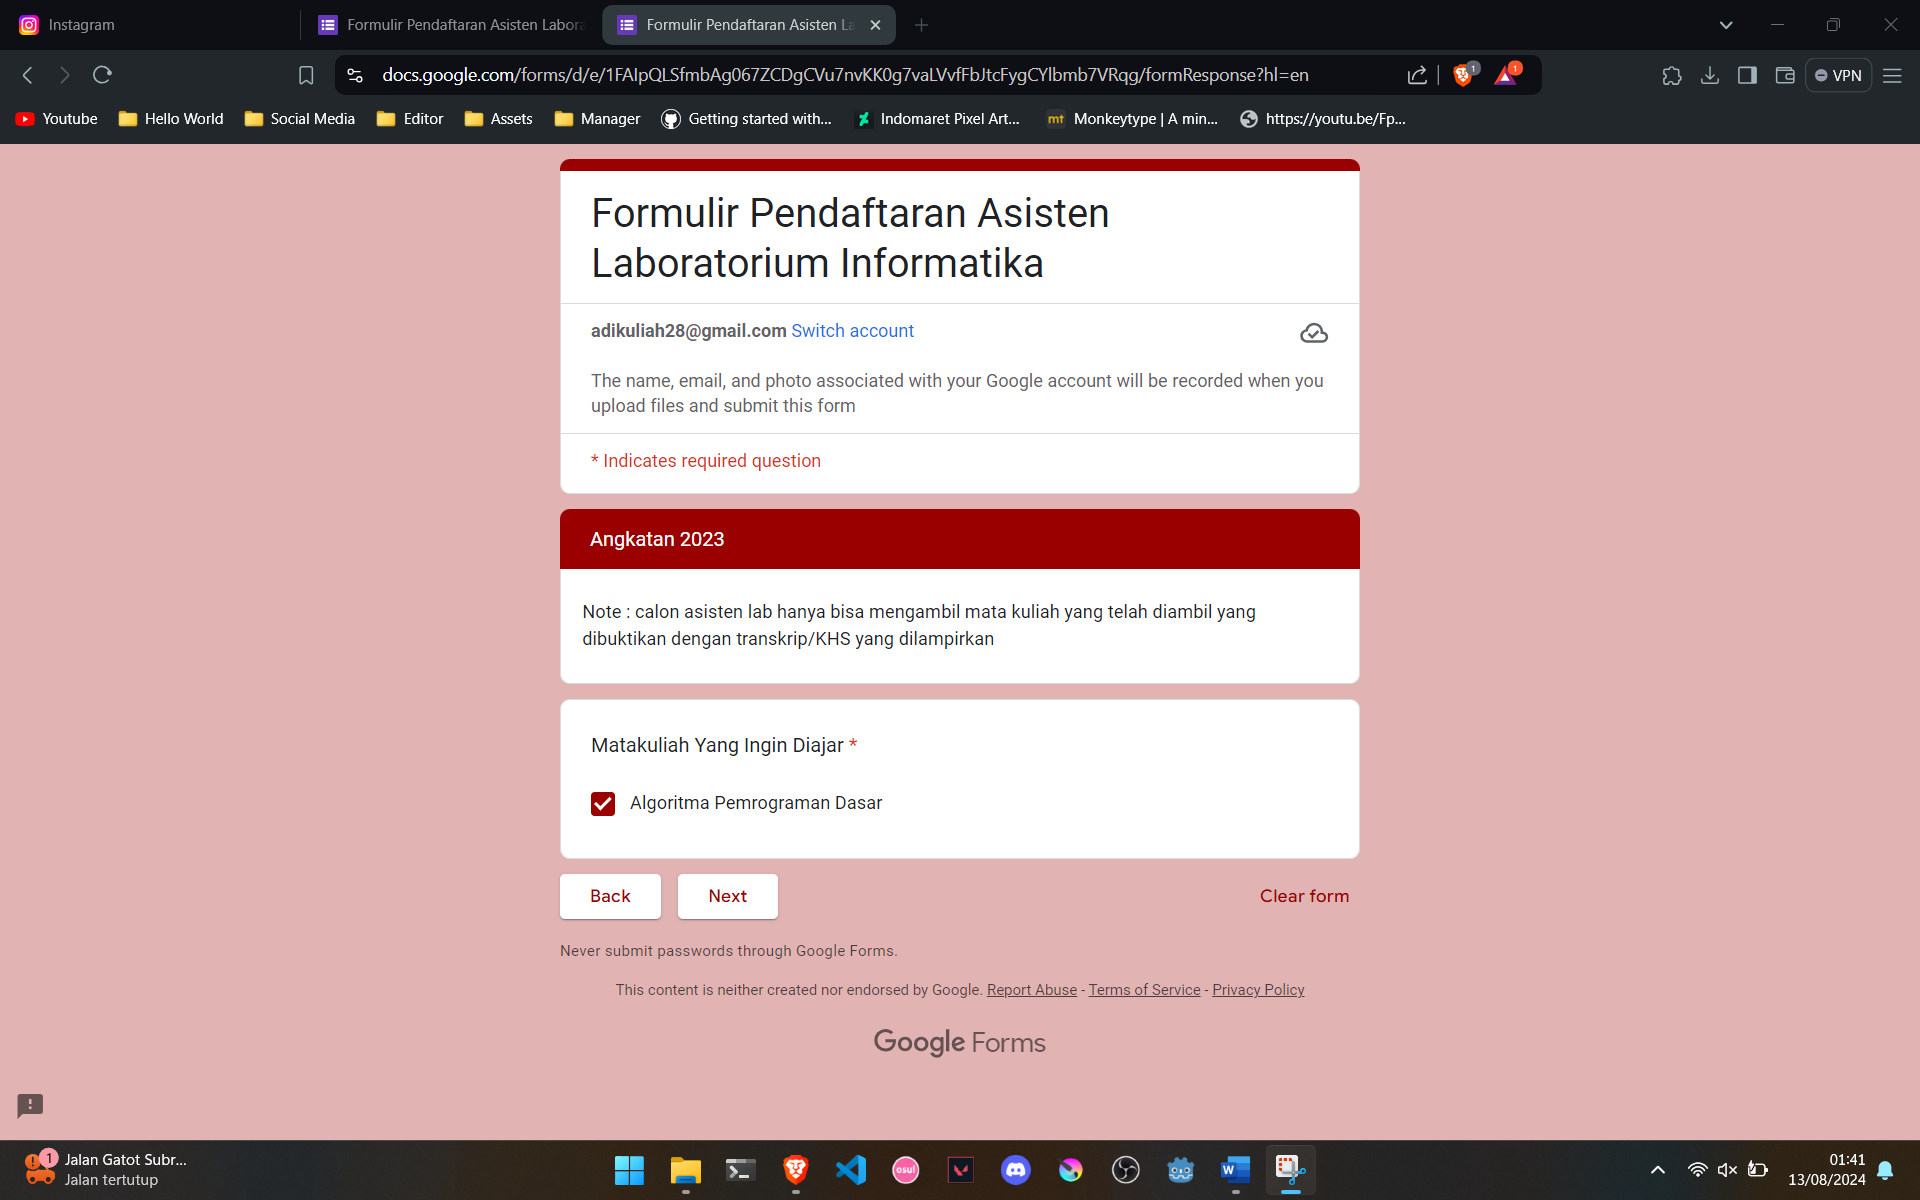 Instagram
Formulir Pendaftaran Asisten Labora
Formulir Pendaftaran Asisten La
docs.google.com/forms/d/e/1FAIpQLSfmbAg067ZCDgCVu7nvKK0g7vaLVvfFbJtcFygCYlbmb7VRqg/formResponse?hl=en
1
1
VPN
Youtube
Hello World
Social Media
Editor
Assets
Manager
Getting started with...
Indomaret Pixel Art...
mt
Monkeytype | A min...
https://youtu.be/Fp...
Formulir Pendaftaran Asisten
Laboratorium Informatika
adikuliah28@gmail.com Switch account
The name, email, and photo associated with your Google account will be recorded when you
upload files and submit this form
* Indicates required question
Angkatan 2023
Note : calon asisten lab hanya bisa mengambil mata kuliah yang telah diambil yang
dibuktikan dengan transkrip/KHS yang dilampirkan
Matakuliah Yang Ingin Diajar *
Algoritma Pemrograman Dasar
Back
Next
Clear form
Never submit passwords through Google Forms.
This content is neither created nor endorsed by Google. Report Abuse - Terms of Service - Privacy Policy
Google Forms
1
Jalan Gatot Subr...
Jalan tertutup
osu!
W
01:41
13/08/2024